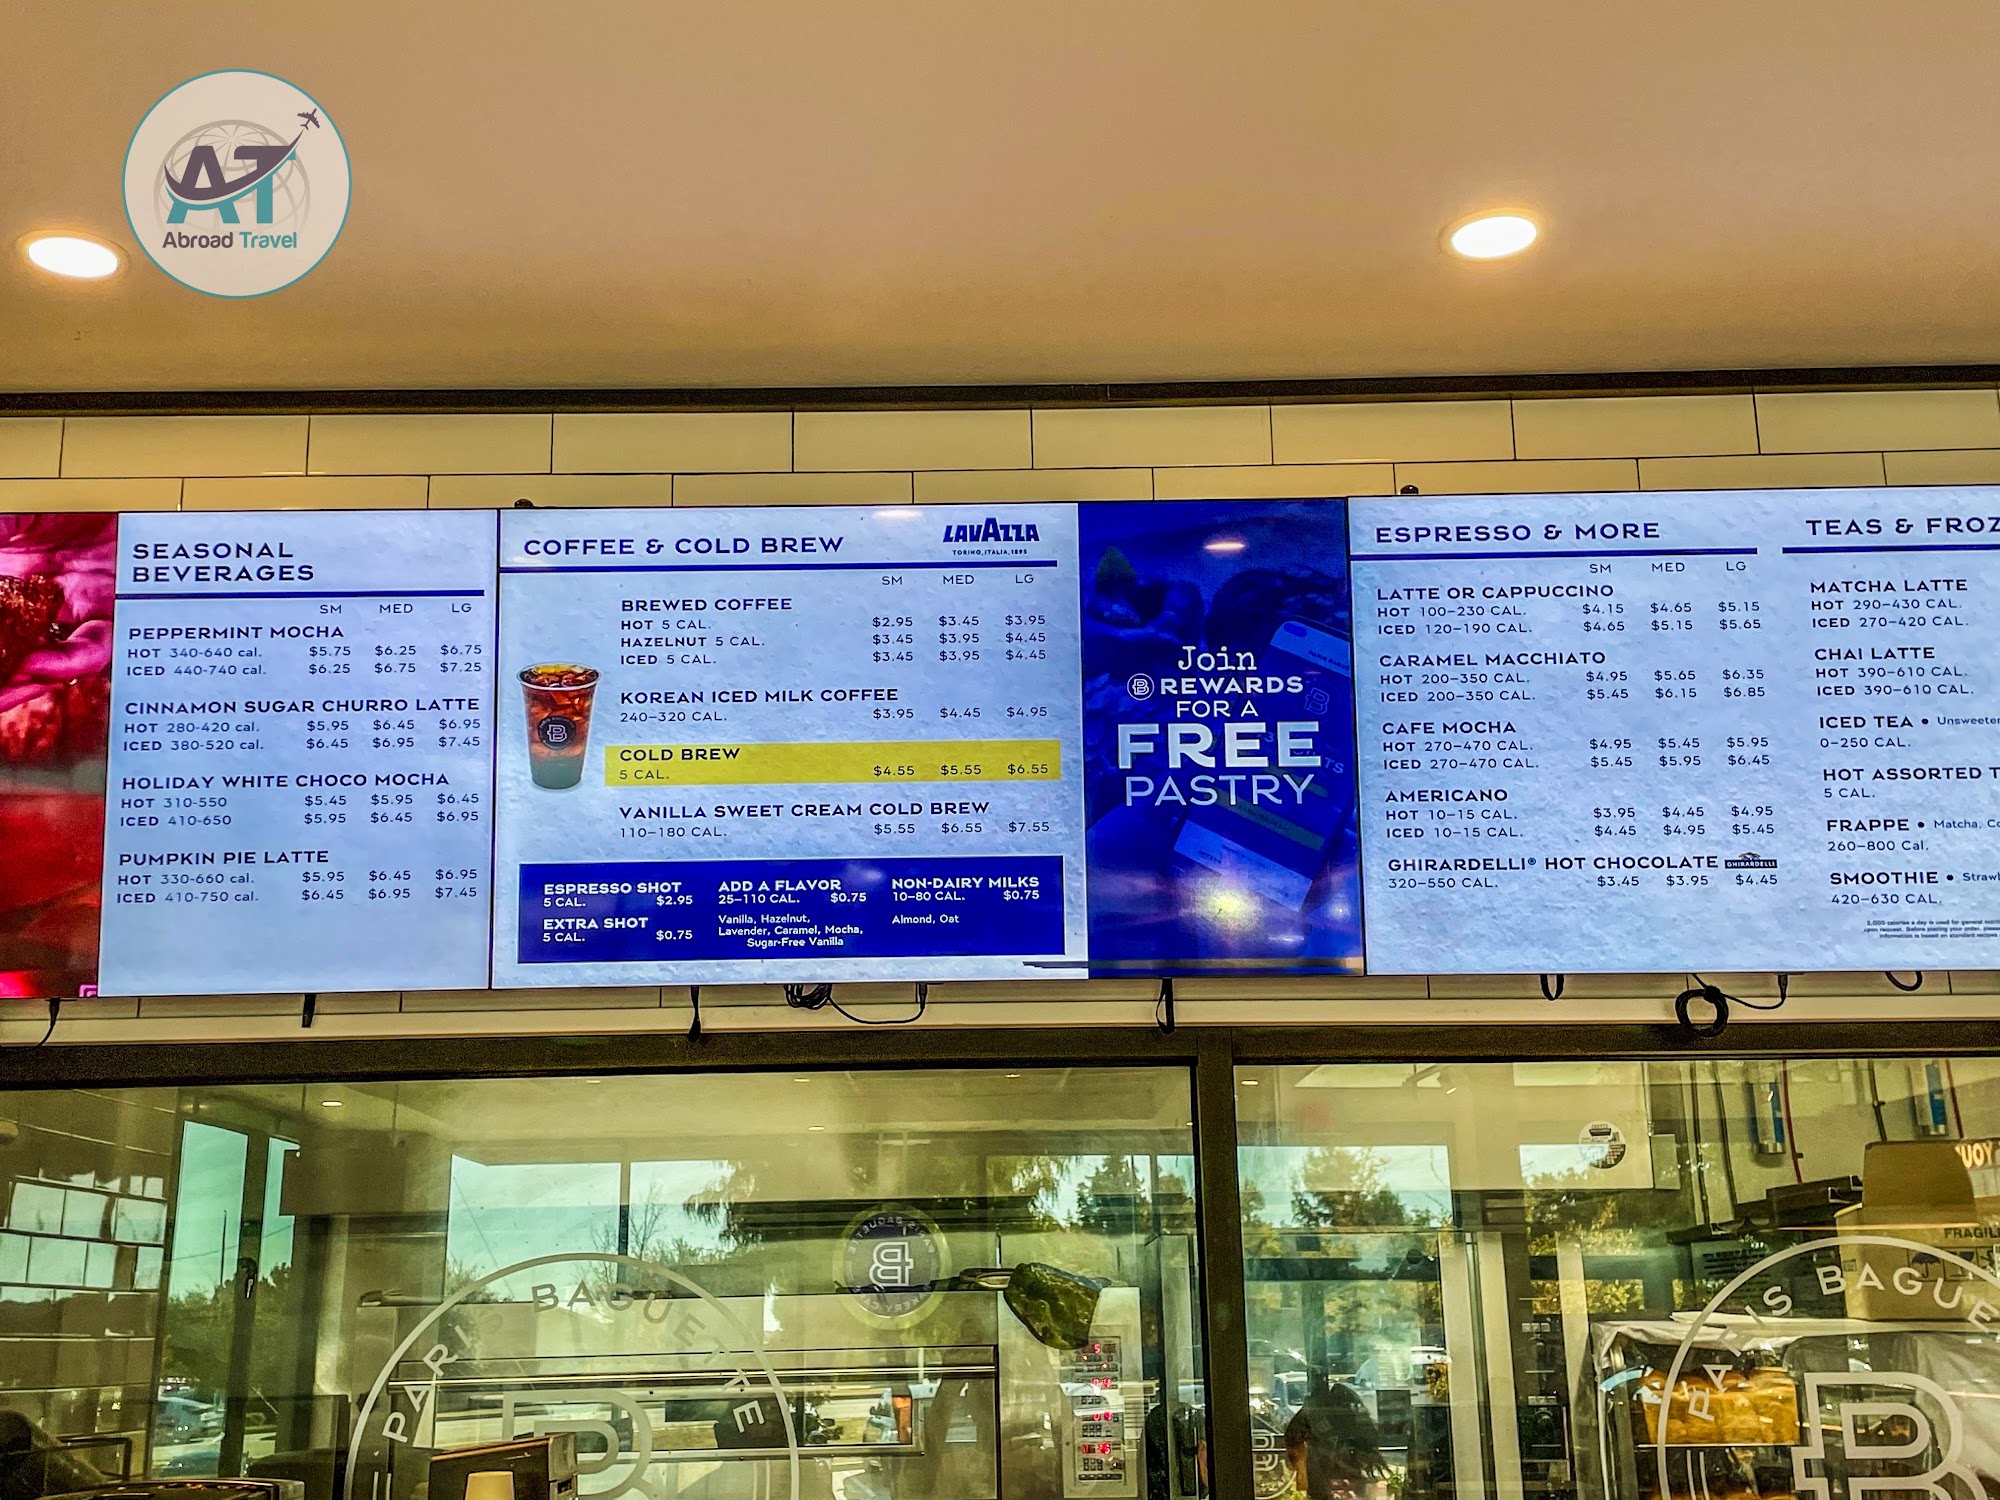 AT
Abroad Travel
SEASONAL
BEVERAGES
SM MED LG
PEPPERMINT MOCHA
HOT 340-640 cal. $5.75 $6.25 $6.75
ICED 440-740 cal. $6.25 $6.75 $7.25
CINNAMON SUGAR CHURRO LATTE
HOT 280-420 cal. $5.95 $6.45 $6.95
ICED 380-520 cal. $6.45 $6.95 $7.45
HOLIDAY WHITE CHOCO MOCHA
HOT 310-550 $5.45 $5.95 $6.45
ICED 410-650 $5.95 $6.45 $6.95
PUMPKIN PIE LATTE
HOT 330-660 cal. $5.95 $6.45 $6.95
ICED 410-750 cal. $6.45 $6.95 $7.45
COFFEE & COLD BREW
LAVAZZA
TORINO, ITALIA, 1895
SM MED LG
BREWED COFFEE
HOT 5 CAL. $2.95 $3.45 $3.95
HAZELNUT 5 CAL. $3.45 $3.95 $4.45
ICED 5 CAL. $3.45 $3.95 $4.45
KOREAN ICED MILK COFFEE
240–320 CAL. $3.95 $4.45 $4.95
COLD BREW
5 CAL. $4.55 $5.55 $6.55
VANILLA SWEET CREAM COLD BREW
110–180 CAL. $5.55 $6.55 $7.55
ESPRESSO SHOT
5 CAL. $2.95
EXTRA SHOT
5 CAL. $0.75
ADD A FLAVOR
25–110 CAL. $0.75
Vanilla, Hazelnut,
Lavender, Caramel, Mocha,
Sugar-Free Vanilla
NON-DAIRY MILKS
10–80 CAL. $0.75
Almond, Oat
Join
B REWARDS
FOR A
FREE
PASTRY
ESPRESSO & MORE
SM MED LG
LATTE OR CAPPUCCINO
HOT 100–230 CAL. $4.15 $4.65 $5.15
ICED 120–190 CAL. $4.65 $5.15 $5.65
CARAMEL MACCHIATO
HOT 200–350 CAL. $4.95 $5.65 $6.35
ICED 200–350 CAL. $5.45 $6.15 $6.85
CAFE MOCHA
HOT 270–470 CAL. $4.95 $5.45 $5.95
ICED 270–470 CAL. $5.45 $5.95 $6.45
AMERICANO
HOT 10–15 CAL. $3.95 $4.45 $4.95
ICED 10–15 CAL. $4.45 $4.95 $5.45
GHIRARDELLI® HOT CHOCOLATE GHIRARDELLI
320–550 CAL. $3.45 $3.95 $4.45
TEAS & FROZ
MATCHA LATTE
HOT 290–430 CAL.
ICED 270–420 CAL.
CHAI LATTE
HOT 390–610 CAL.
ICED 390–610 CAL.
ICED TEA • Unsweeten
0–250 CAL.
HOT ASSORTED T
5 CAL.
FRAPPE • Matcha, Co
260–800 Cal.
SMOOTHIE • Strawb
420–630 CAL.
PARIS BAGUETTE
B
FRAGIL
PARIS BAGUE
B